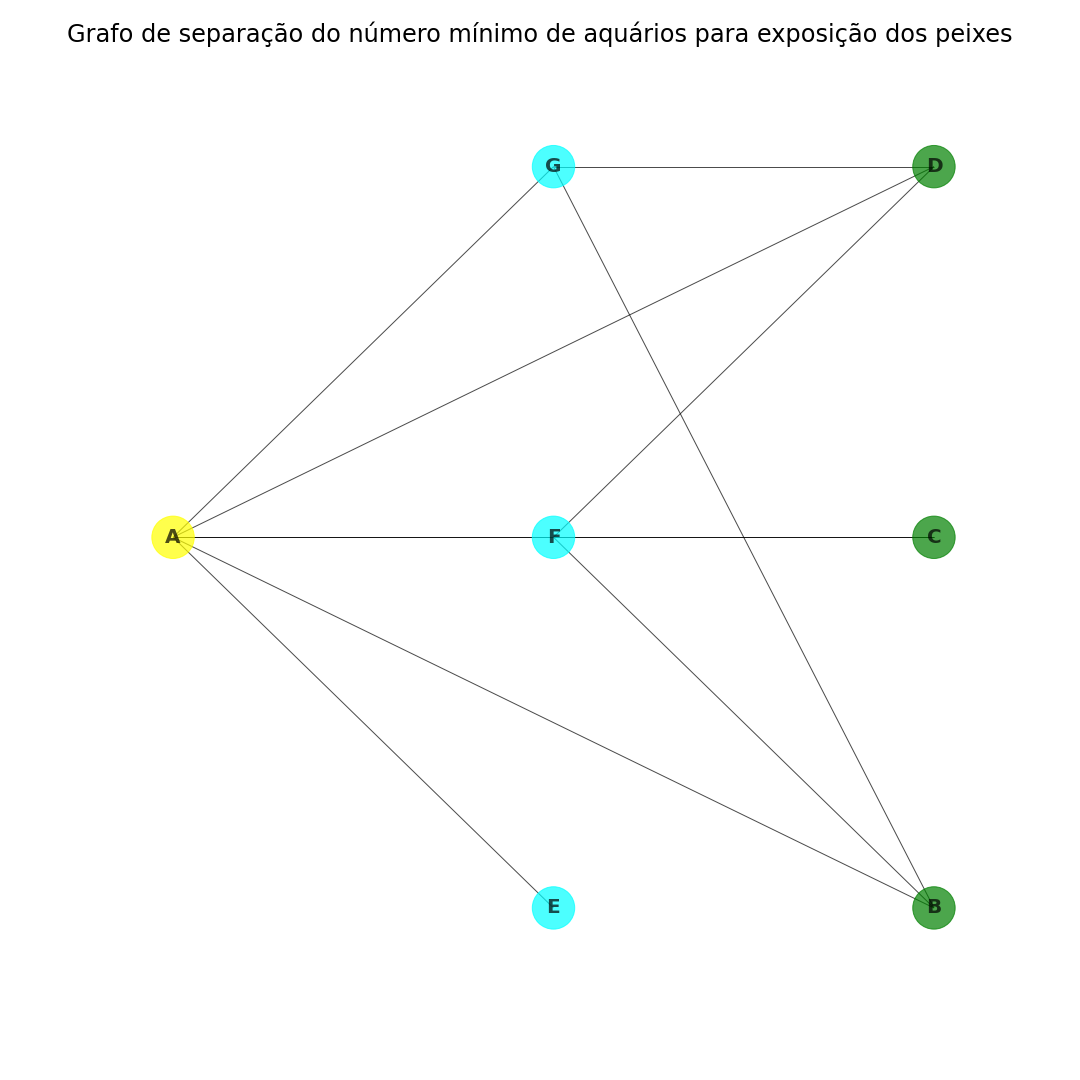 Grafo de separação do número mínimo de aquários para exposição dos peixes
G
D
A
F
C
E
B